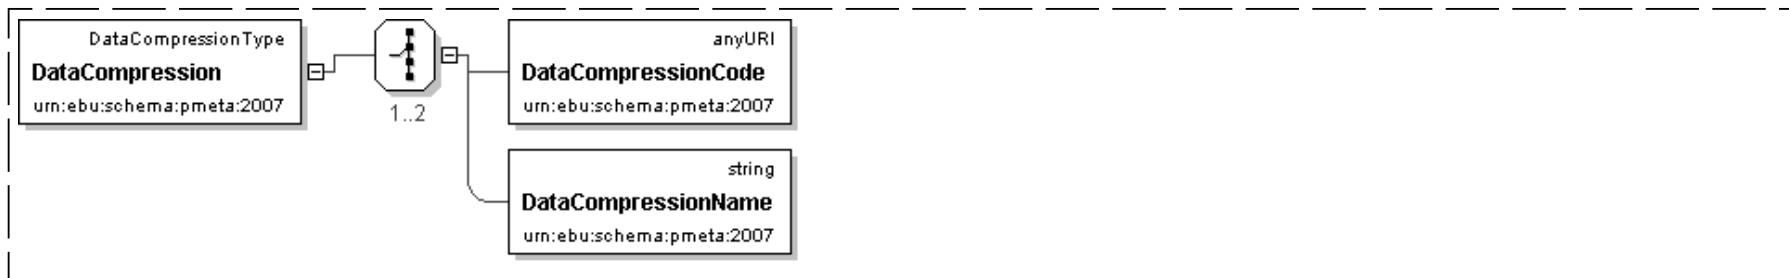 DataCompressionType
DataCompression
urn:ebu:schema:pmeta:2007
1..2
anyURI
DataCompressionCode
urn:ebu:schema:pmeta:2007
string
DataCompressionName
urn:ebu:schema:pmeta:2007